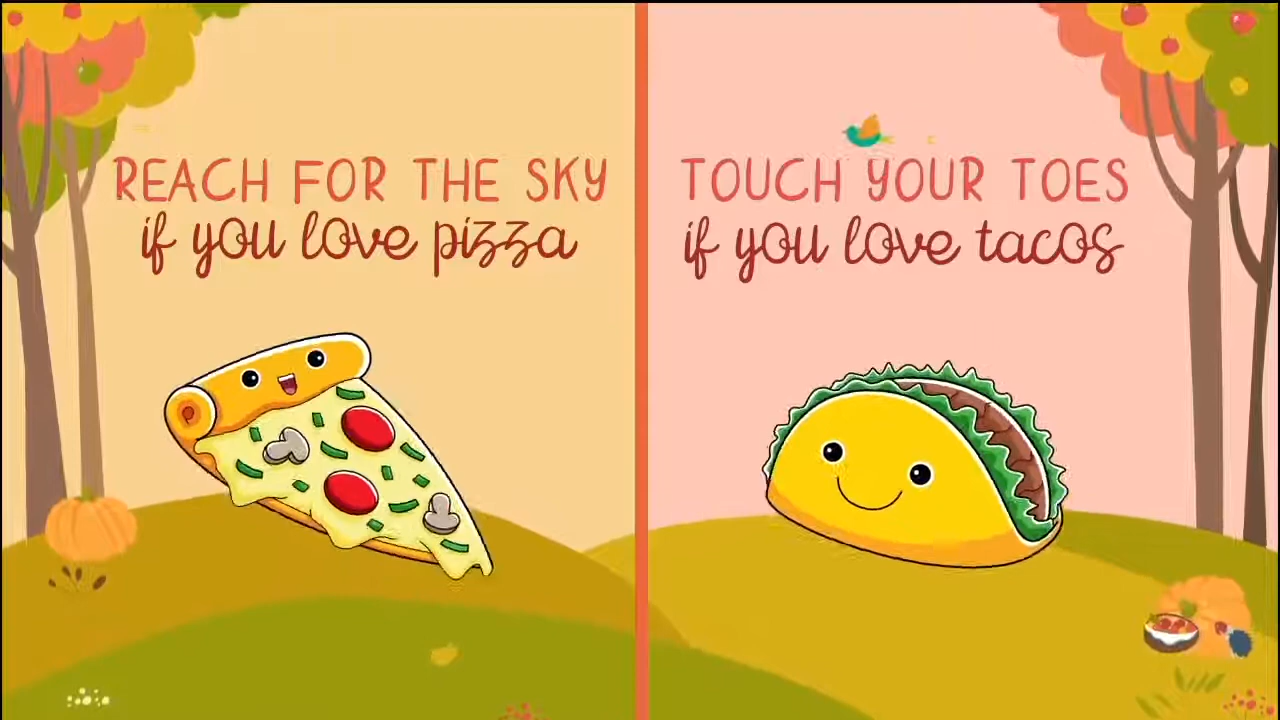 REACH FOR THE SKY
if you love pizza
TOUCH YOUR TOES
if you love tacos